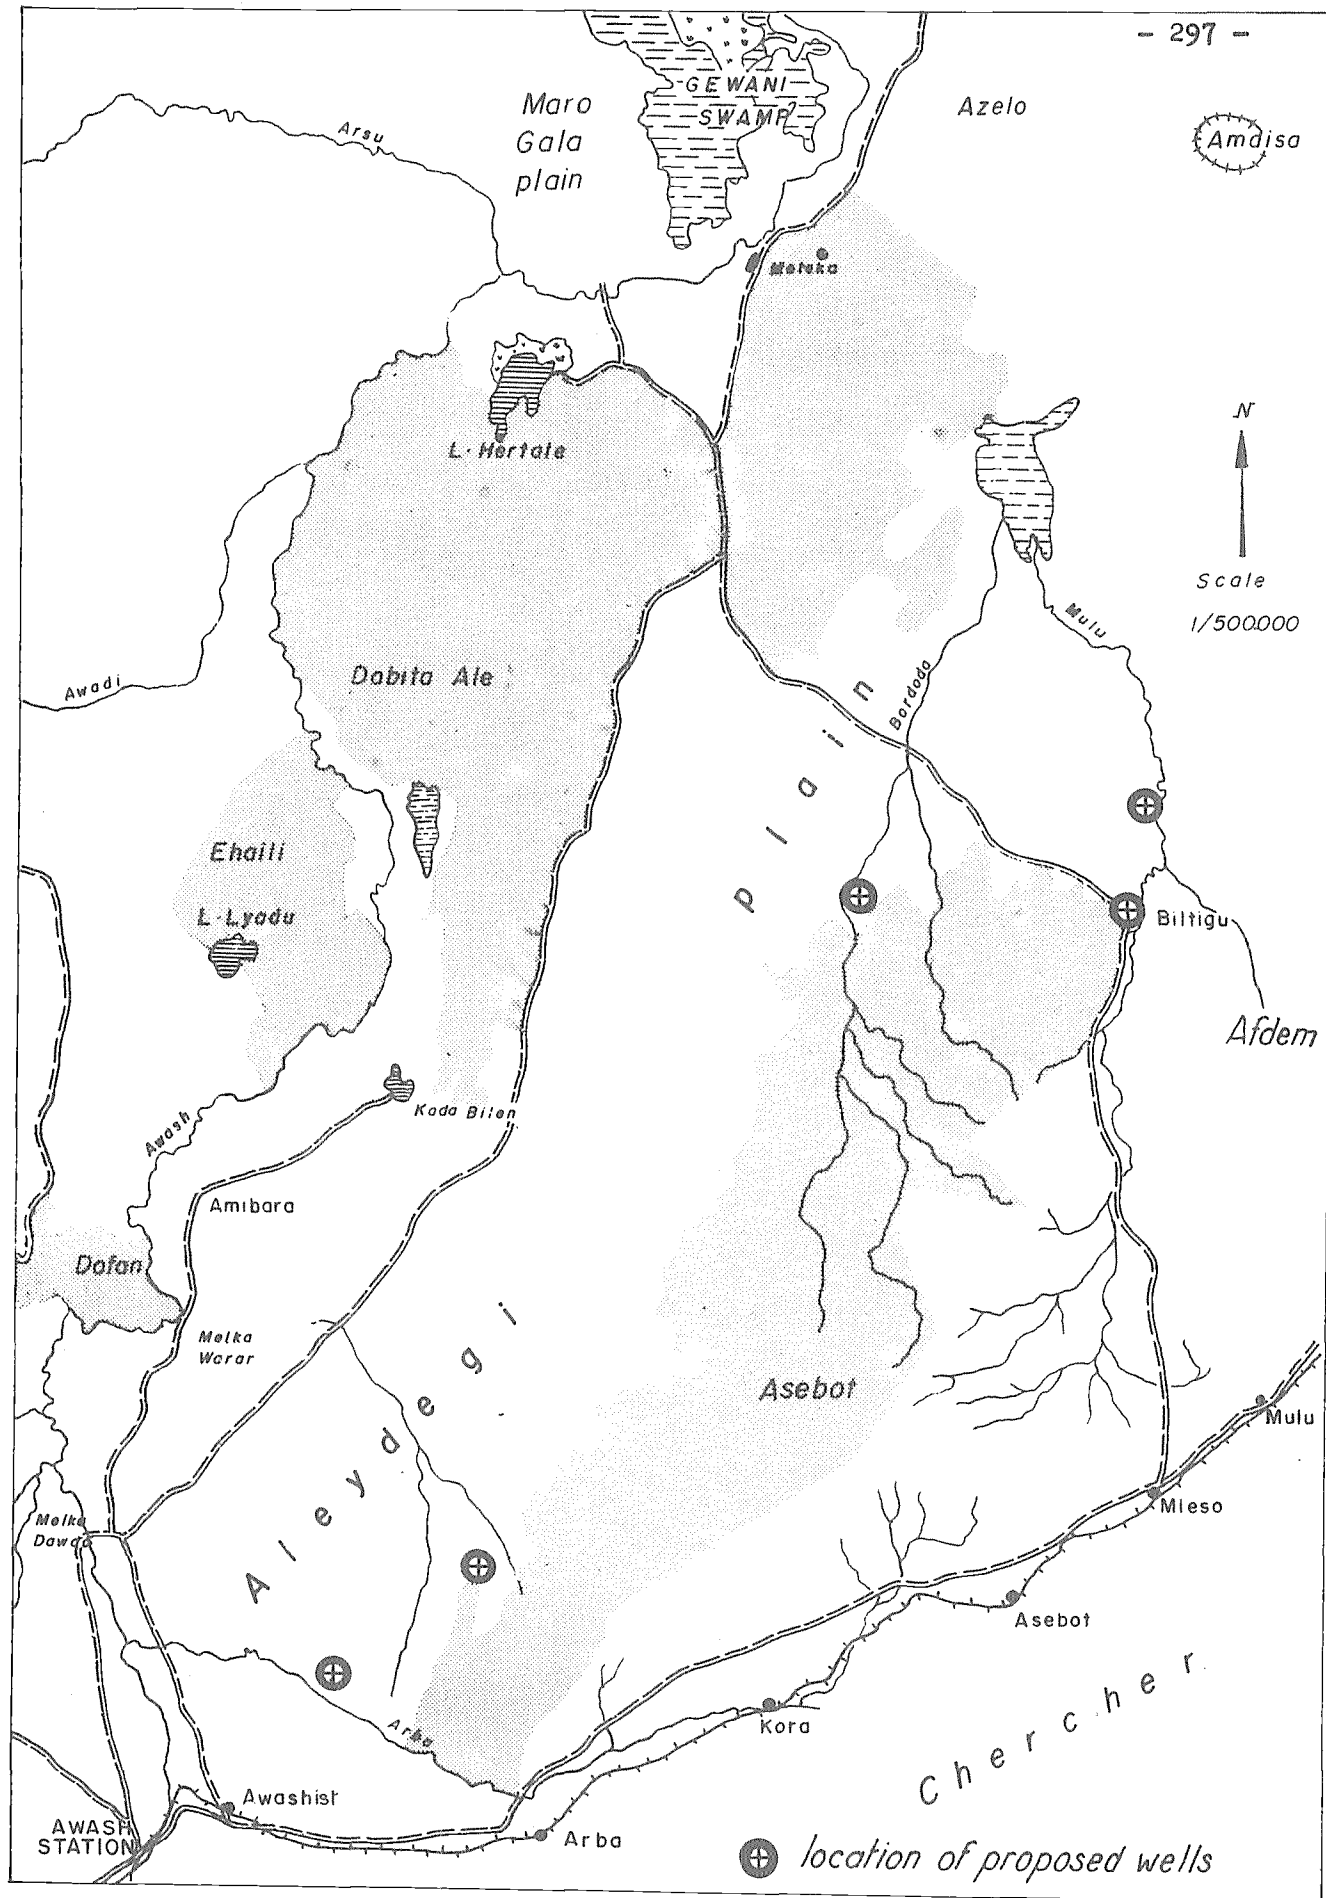 - 297 -
GEWANI
SWAMP
Maro
Gala
plain
Azelo
Amdisa
Arsu
Meteka
L. Hertale
N
Scale
1/500.000
Mulu
Awadi
Dabita Ale
Bordoda
Ehaili
L. Lyadu
Biltigu
Afdem
Kada Bilen
Awash
Amibara
Dofan
Melka
Warar
Aleydegi plain
Asebot
Mulu
Mieso
Melka
Asebot
Kora
Arba
Chercher
Awashist
AWASH
STATION
Arba
location of proposed wells